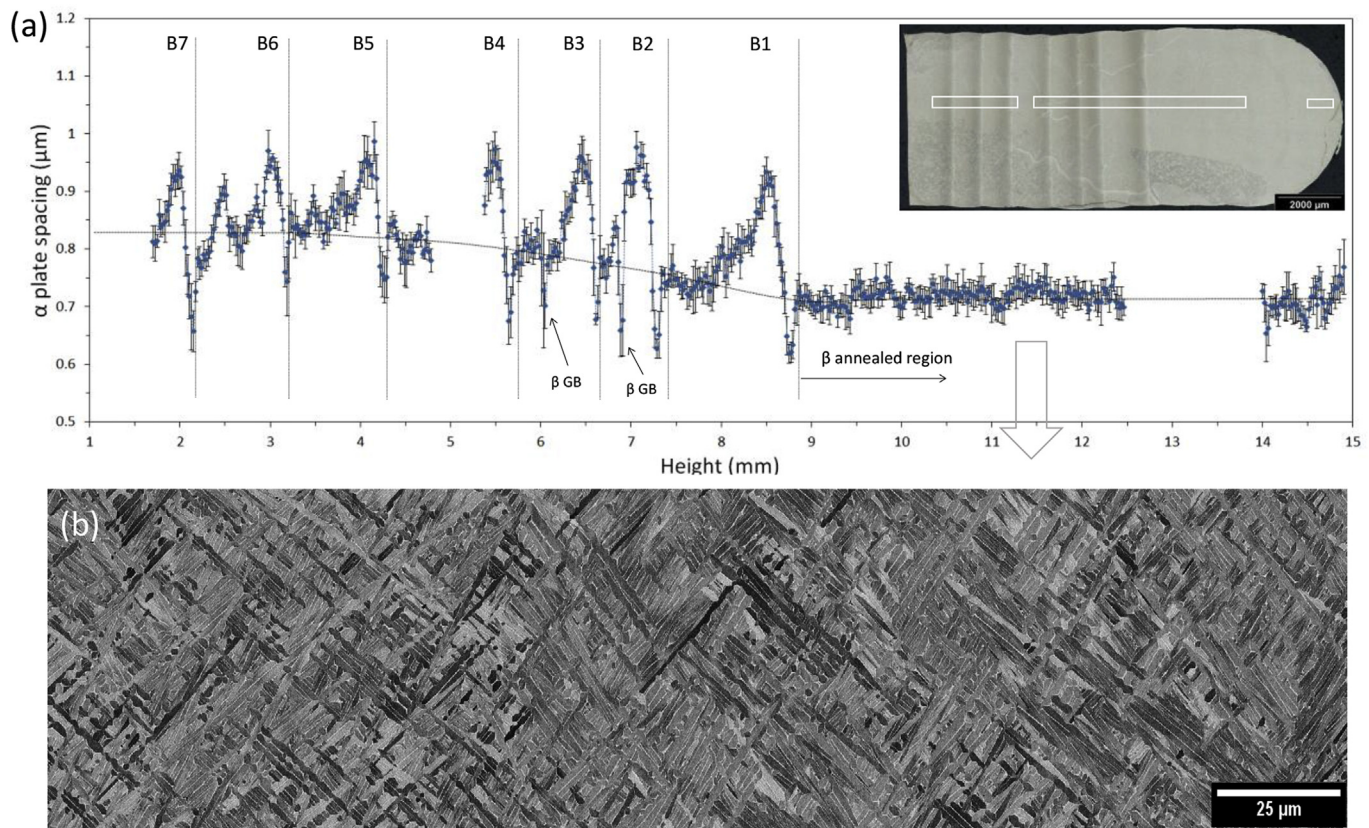 (a)
1.2
1.1
1
0.9
0.8
0.7
0.6
0.5
α plate spacing (μm)
B7 B6 B5 B4 B3 B2 B1
2000 μm
β GB
β GB
β annealed region
1 2 3 4 5 6 7 8 9 10 11 12 13 14 15
Height (mm)
(b)
25 μm